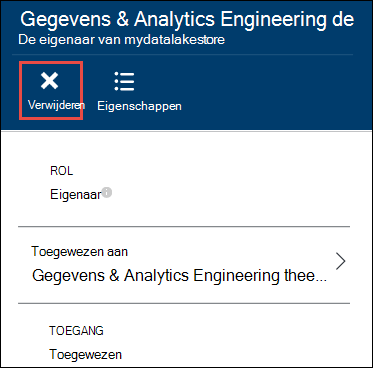 Gegevens & Analytics Engineering de
De eigenaar van mydatalakestore
Verwijderen
Eigenschappen
ROL
Eigenaar
Toegewezen aan
Gegevens & Analytics Engineering thee...
TOEGANG
Toegewezen